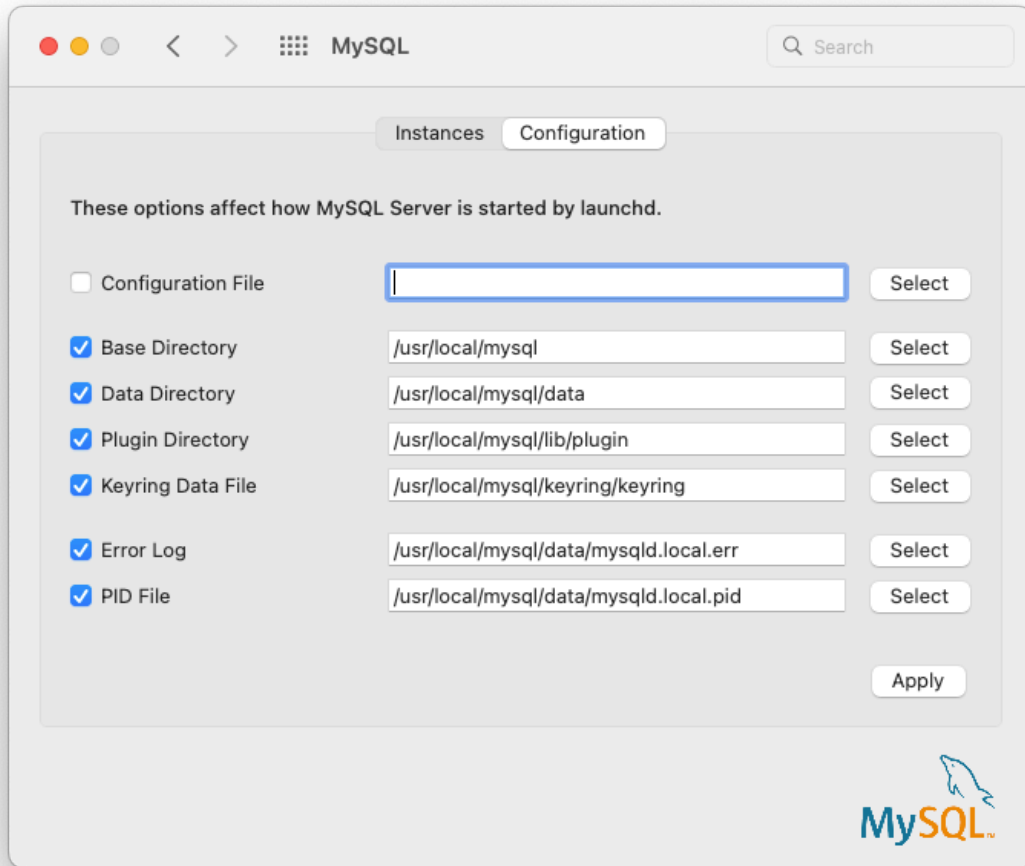 MySQL
Search
Instances Configuration
These options affect how MySQL Server is started by launchd.
Configuration File Select
Base Directory /usr/local/mysql Select
Data Directory /usr/local/mysql/data Select
Plugin Directory /usr/local/mysql/lib/plugin Select
Keyring Data File /usr/local/mysql/keyring/keyring Select
Error Log /usr/local/mysql/data/mysqld.local.err Select
PID File /usr/local/mysql/data/mysqld.local.pid Select
Apply
MySQL™